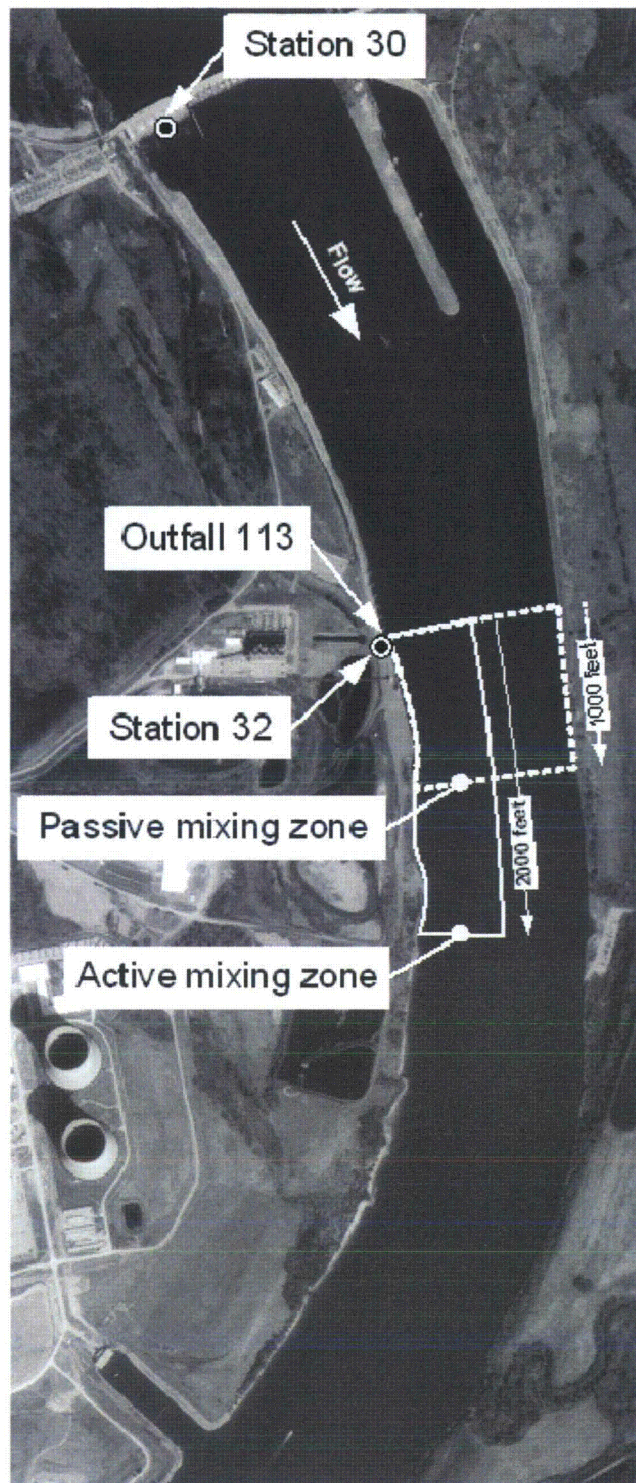 Station 30
Flow
Outfall 113
1000 feet
Station 32
Passive mixing zone
2000 feet
Active mixing zone